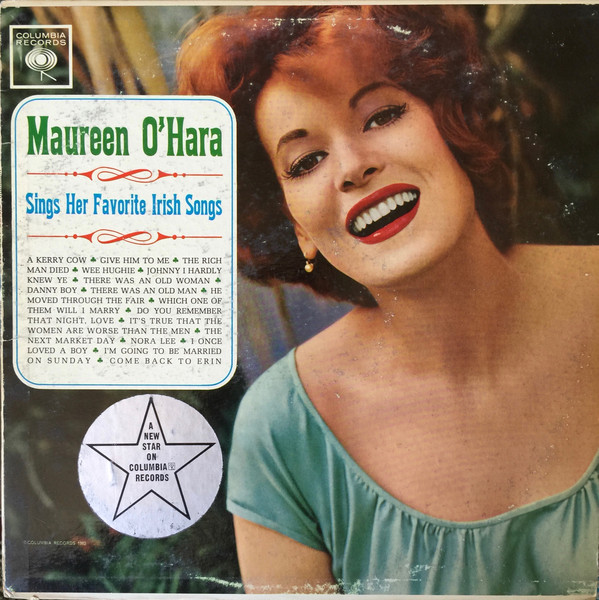 COLUMBIA
RECORDS
Maureen O'Hara
Sings Her Favorite Irish Songs
A KERRY COW ♣ GIVE HIM TO ME ♣ THE RICH
MAN DIED ♣ WEE HUGHIE ♣ JOHNNY I HARDLY
KNEW YE ♣ THERE WAS AN OLD WOMAN ♣
DANNY BOY ♣ THERE WAS AN OLD MAN ♣ HE
MOVED THROUGH THE FAIR ♣ WHICH ONE OF
THEM WILL I MARRY ♣ DO YOU REMEMBER
THAT NIGHT, LOVE ♣ IT'S TRUE THAT THE
WOMEN ARE WORSE THAN THE MEN ♣ THE
NEXT MARKET DAY ♣ NORA LEE ♣ I ONCE
LOVED A BOY ♣ I'M GOING TO BE MARRIED
ON SUNDAY ♣ COME BACK TO ERIN
A
NEW
STAR
ON
COLUMBIA
RECORDS
©COLUMBIA RECORDS